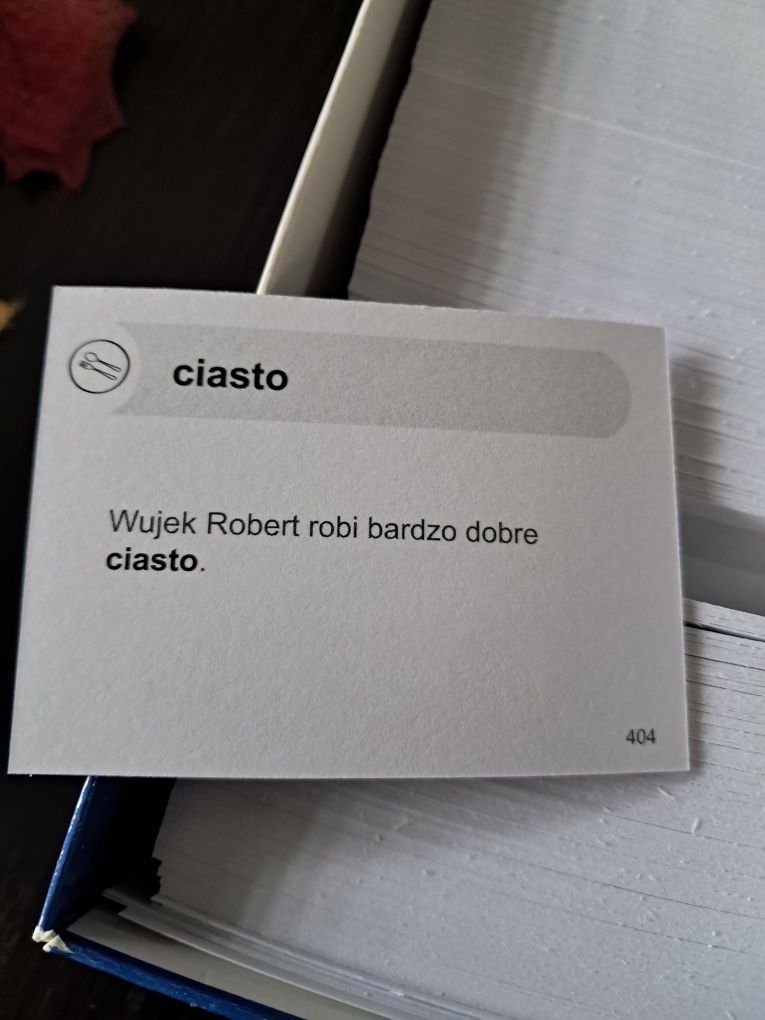 ciasto
Wujek Robert robi bardzo dobre
ciasto.
404